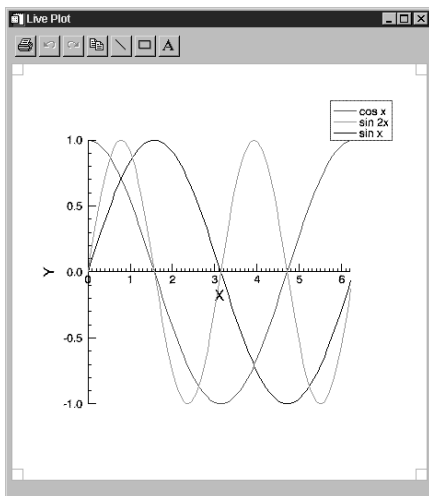 Live Plot
A
cos x
sin 2x
sin x
1.0
0.5
0.0
-0.5
-1.0
Y
0 1 2 3 4 5 6
X